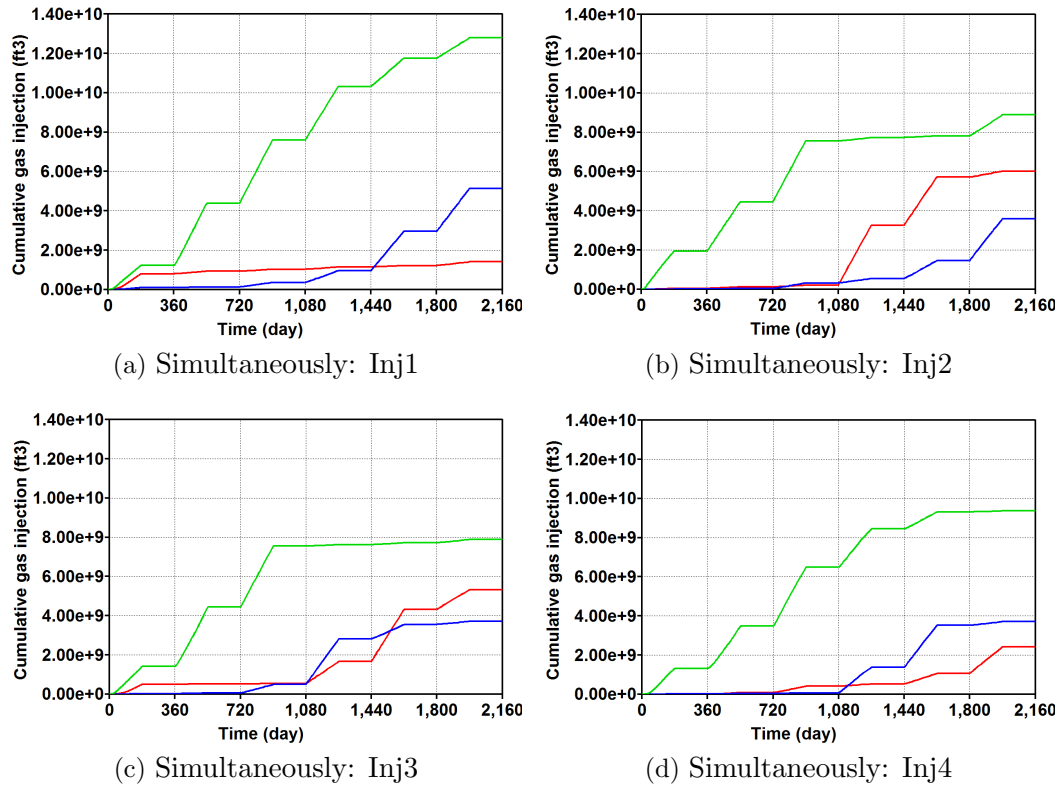 Cumulative gas injection (ft3)
1.40e+10
1.20e+10
1.00e+10
8.00e+9
6.00e+9
4.00e+9
2.00e+9
0.00e+0
0 360 720 1,080 1,440 1,800 2,160
Time (day)
(a) Simultaneously: Inj1
Cumulative gas injection (ft3)
1.40e+10
1.20e+10
1.00e+10
8.00e+9
6.00e+9
4.00e+9
2.00e+9
0.00e+0
0 360 720 1,080 1,440 1,800 2,160
Time (day)
(b) Simultaneously: Inj2
Cumulative gas injection (ft3)
1.40e+10
1.20e+10
1.00e+10
8.00e+9
6.00e+9
4.00e+9
2.00e+9
0.00e+0
0 360 720 1,080 1,440 1,800 2,160
Time (day)
(c) Simultaneously: Inj3
Cumulative gas injection (ft3)
1.40e+10
1.20e+10
1.00e+10
8.00e+9
6.00e+9
4.00e+9
2.00e+9
0.00e+0
0 360 720 1,080 1,440 1,800 2,160
Time (day)
(d) Simultaneously: Inj4